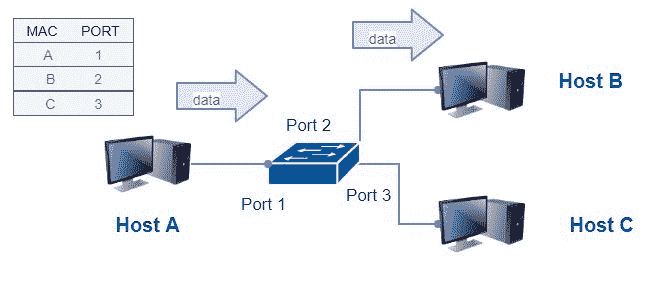 MAC PORT
A 1
B 2
C 3
data
data
Host B
Port 2
Port 1
Port 3
Host A
Host C